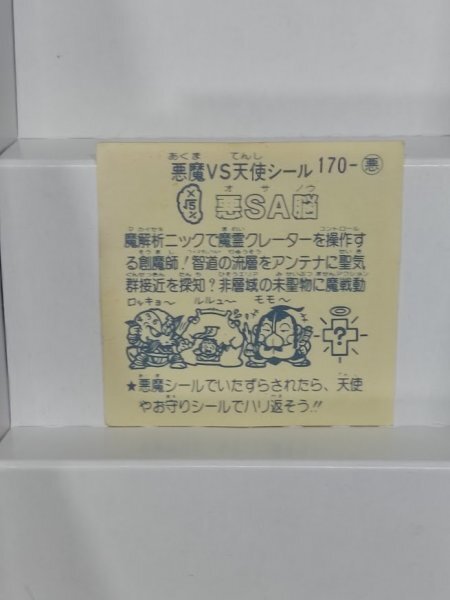 悪魔VS天使シール 170-悪
悪SA脳
魔解析ニックで魔霊クレーターを操作す
る創魔師！智道の流層をアンテナに聖気
群接近を探知？非層域の未聖物に魔戦動
ロッキョ〜 ルルュ〜 モモ〜
?
★悪魔シールでいたずらされたら、天使
やお守りシールでハリ返そう!!